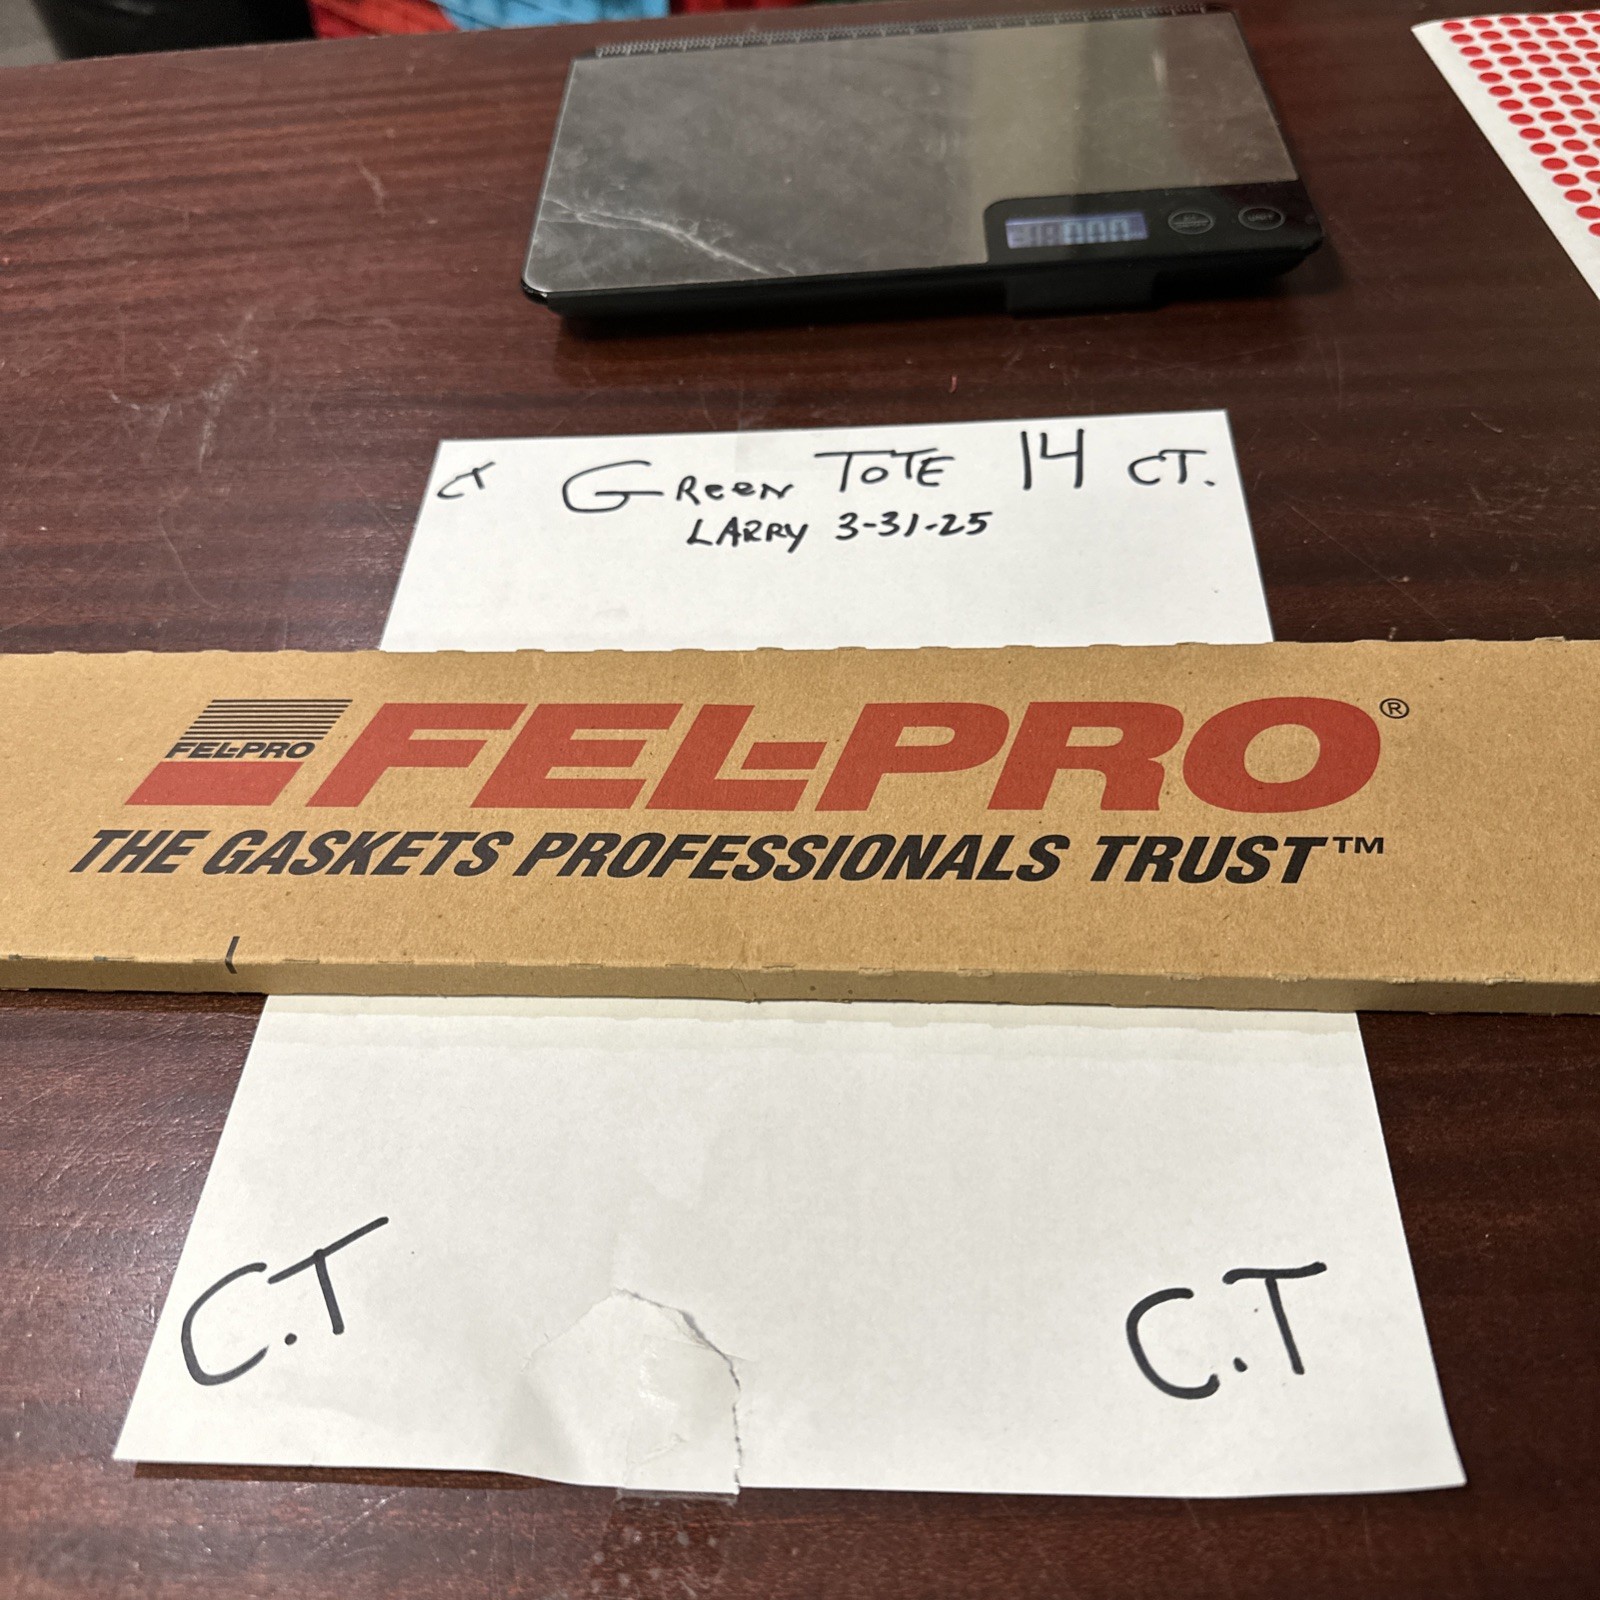 CT Green TOTE 14 CT.
LARRY 3-31-25
FEL-PRO
FEL-PRO®
THE GASKETS PROFESSIONALS TRUST™
C.T
C.T